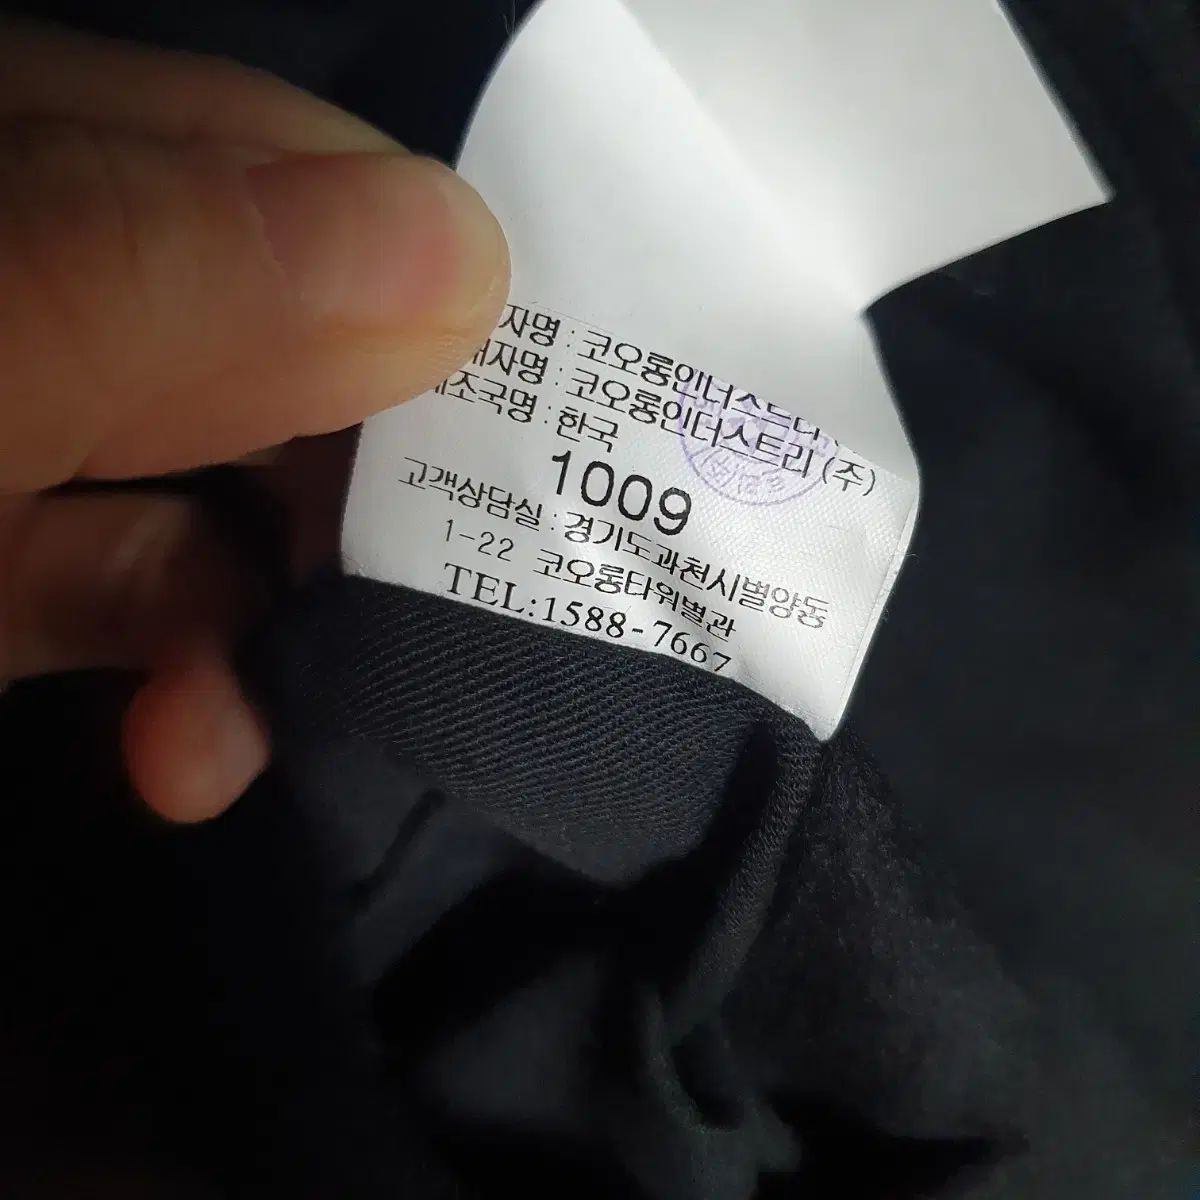 자명 : 코오롱인더스트리
매자명 : 코오롱인더스트리 (주)
제조국명 : 한국
1009
고객상담실 : 경기도과천시별양동
1-22 코오롱타워별관
TEL:1588-7667